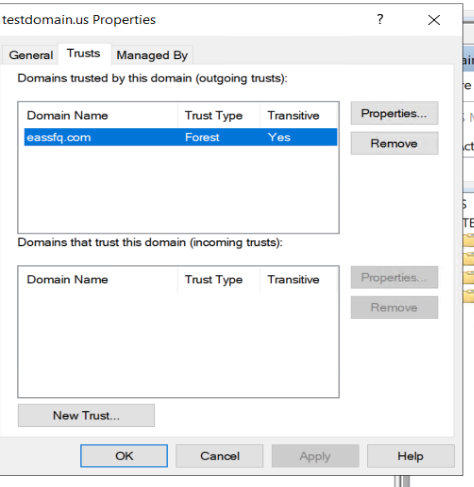 testdomain.us Properties ?
General Trusts Managed By
Domains trusted by this domain (outgoing trusts):
Domain Name Trust Type Transitive Properties...
eassfq.com Forest Yes Remove
Domains that trust this domain (incoming trusts):
Domain Name Trust Type Transitive Properties...
Remove
New Trust...
OK Cancel Apply Help